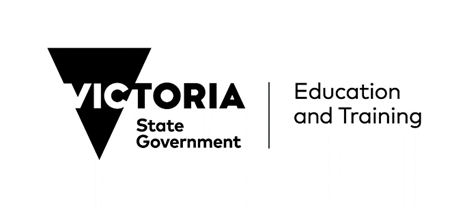 VICTORIA
State
Government
Education
and Training